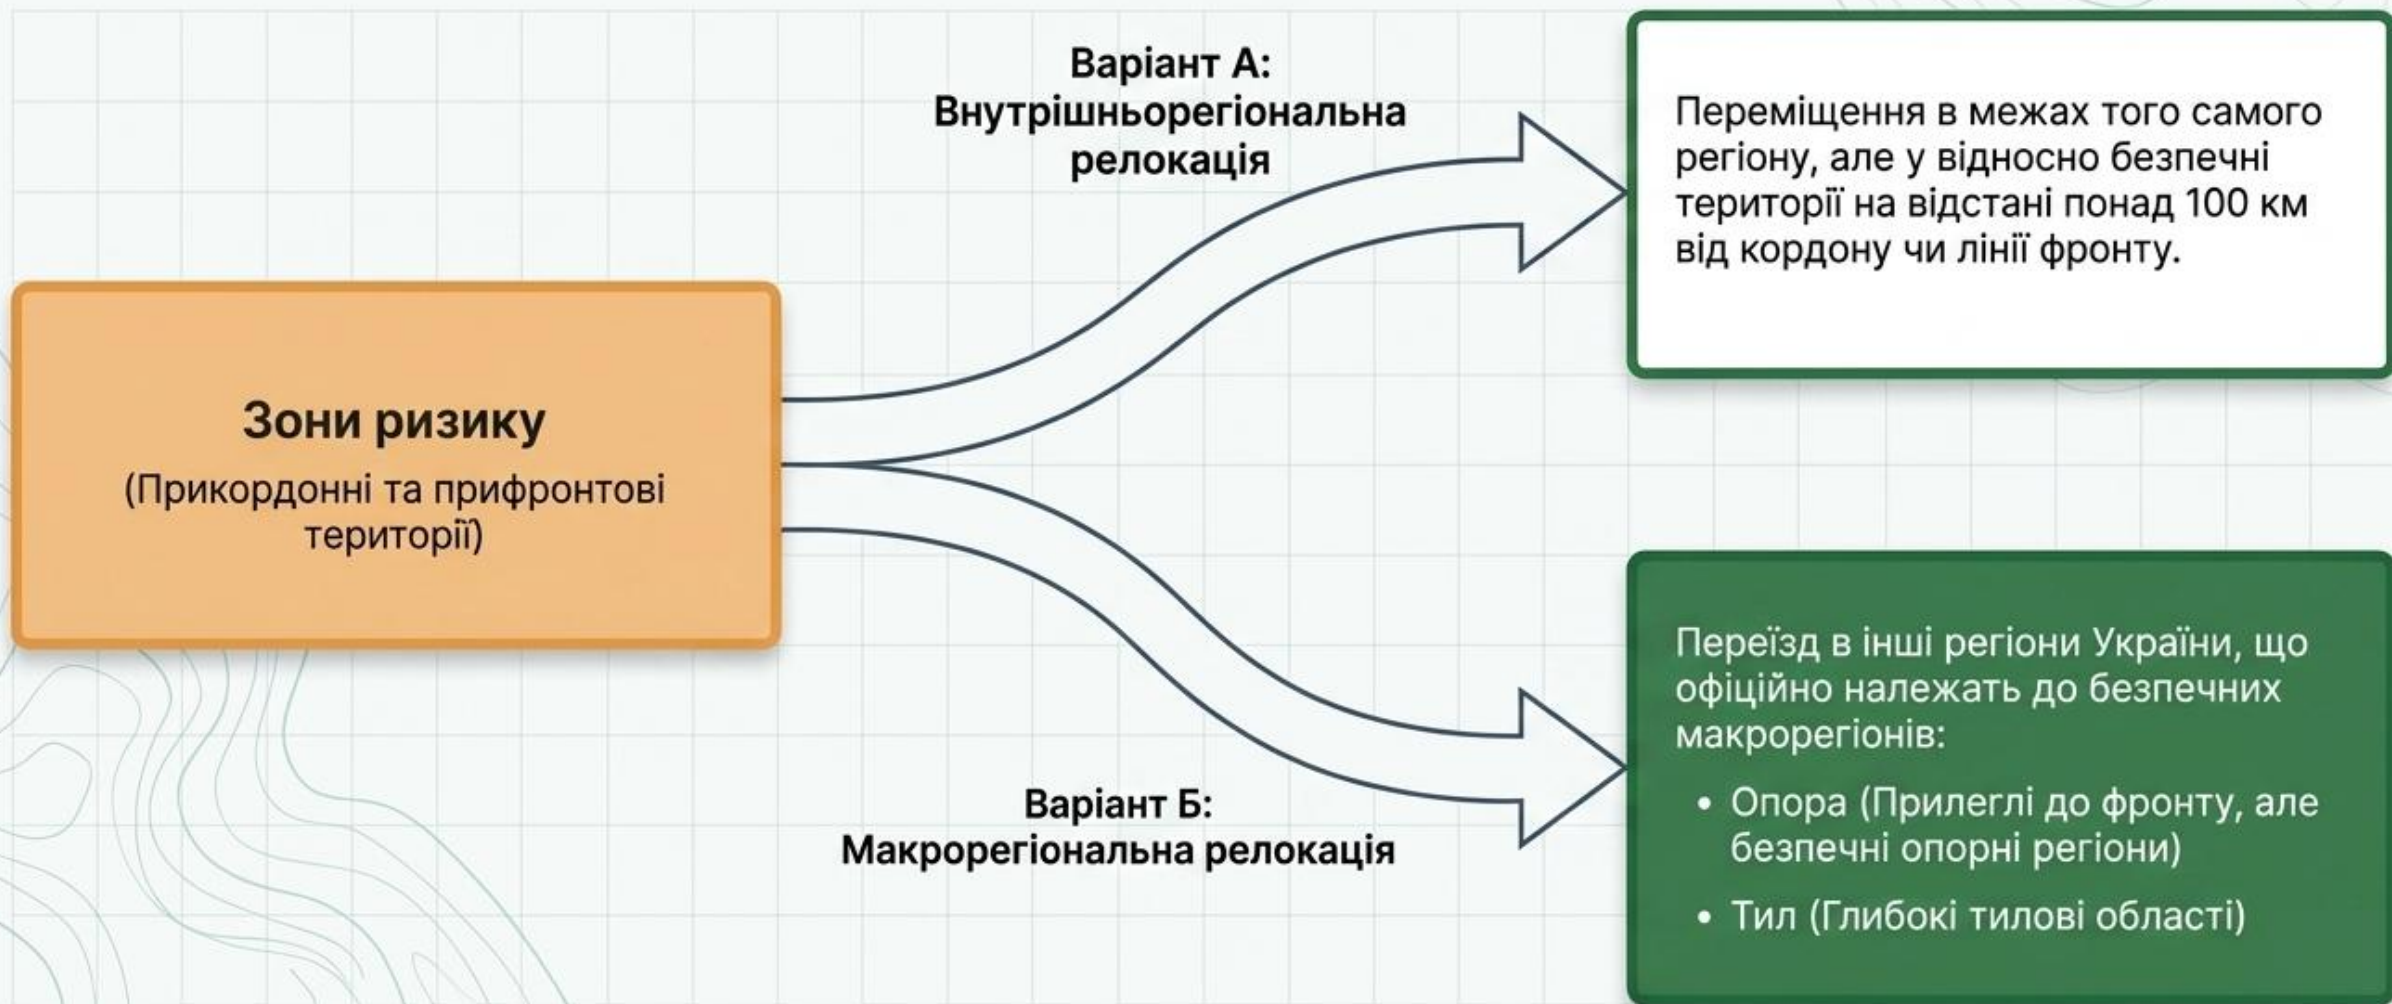 Варіант А:
Внутрішньорегіональна
релокація
Переміщення в межах того самого
регіону, але у відносно безпечні
території на відстані понад 100 км
від кордону чи лінії фронту.
Зони ризику
(Прикордонні та прифронтові
території)
Варіант Б:
Макрорегіональна релокація
Переїзд в інші регіони України, що
офіційно належать до безпечних
макрорегіонів:
• Опора (Прилеглі до фронту, але
безпечні опорні регіони)
• Тил (Глибокі тилові області)